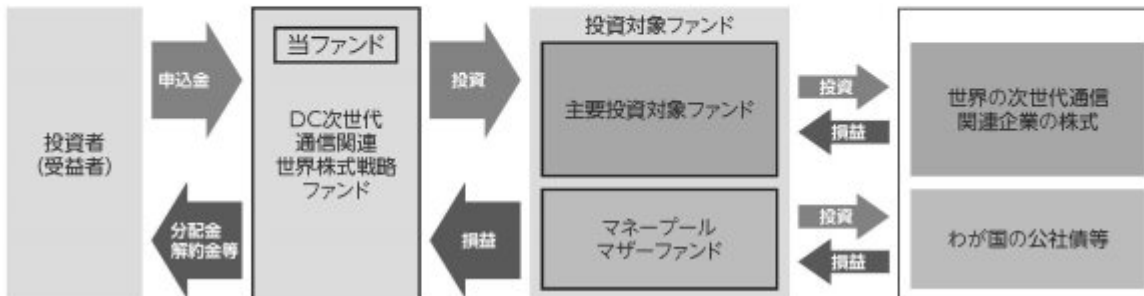 投資者
(受益者)
申込金
分配金
解約金等
当ファンド
DC次世代
通信関連
世界株式戦略
ファンド
投資
損益
投資対象ファンド
主要投資対象ファンド
マネープール
マザーファンド
投資
損益
投資
損益
世界の次世代通信
関連企業の株式
わが国の公社債等